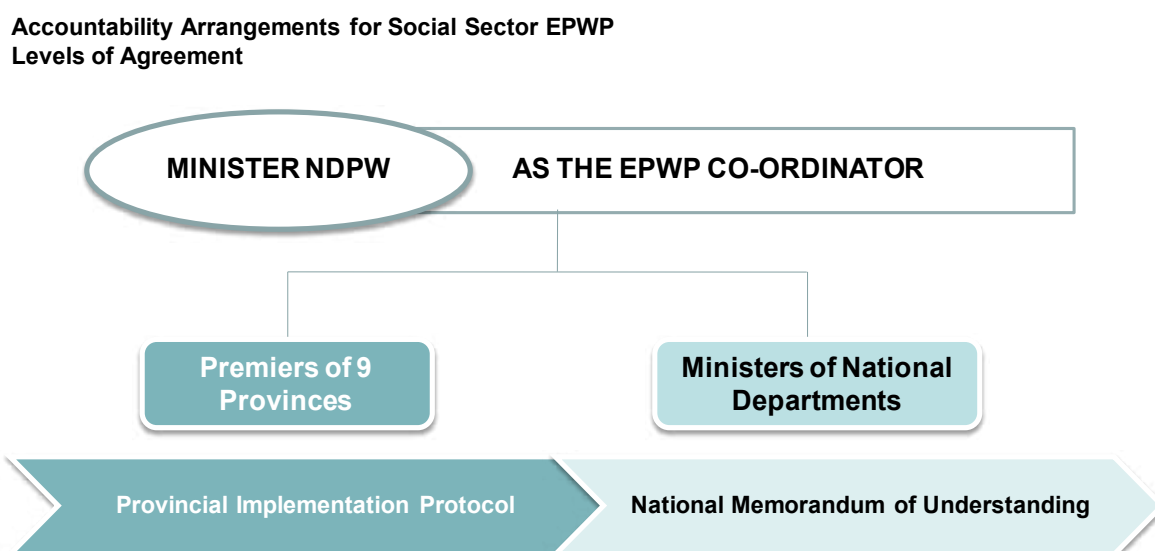 Accountability Arrangements for Social Sector EPWP
Levels of Agreement
MINISTER NDPW
AS THE EPWP CO-ORDINATOR
Premiers of 9
Provinces
Ministers of National
Departments
Provincial Implementation Protocol
National Memorandum of Understanding